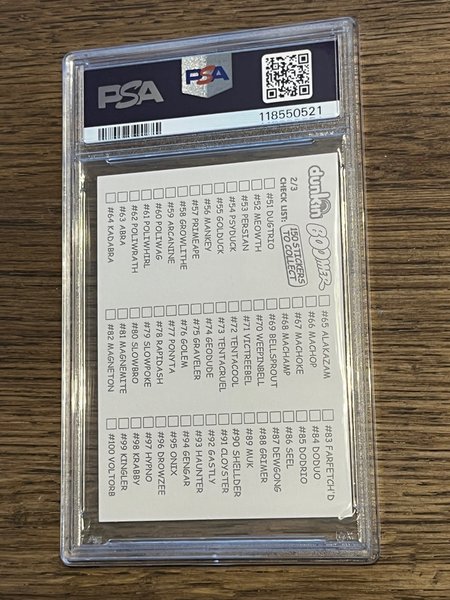 PSA
PSA
118550521
dunkin
BOOMER
2/3
CHECK LIST:
150 STICKERS
TO COLLECT
#51 DUGTRIO
#52 MEOWTH
#53 PERSIAN
#54 PSYDUCK
#55 GOLDUCK
#56 MANKEY
#57 PRIMEAPE
#58 GROWLITHE
#59 ARCANINE
#60 POLIWAG
#61 POLIWHIRL
#62 POLIWRATH
#63 ABRA
#64 KADABRA
#65 ALAKAZAM
#66 MACHOP
#67 MACHOKE
#68 MACHAMP
#69 BELLSPROUT
#70 WEEPINBELL
#71 VICTREEBEL
#72 TENTACOOL
#73 TENTACRUEL
#74 GEODUDE
#75 GRAVELER
#76 GOLEM
#77 PONYTA
#78 RAPIDASH
#79 SLOWPOKE
#80 SLOWBRO
#81 MAGNEMITE
#82 MAGNETON
#83 FARFETCH'D
#84 DODUO
#85 DODRIO
#86 SEEL
#87 DEWGONG
#88 GRIMER
#89 MUK
#90 SHELLDER
#91 CLOYSTER
#92 GASTLY
#93 HAUNTER
#94 GENGAR
#95 ONIX
#96 DROWZEE
#97 HYPNO
#98 KRABBY
#99 KINGLER
#100 VOLTORB